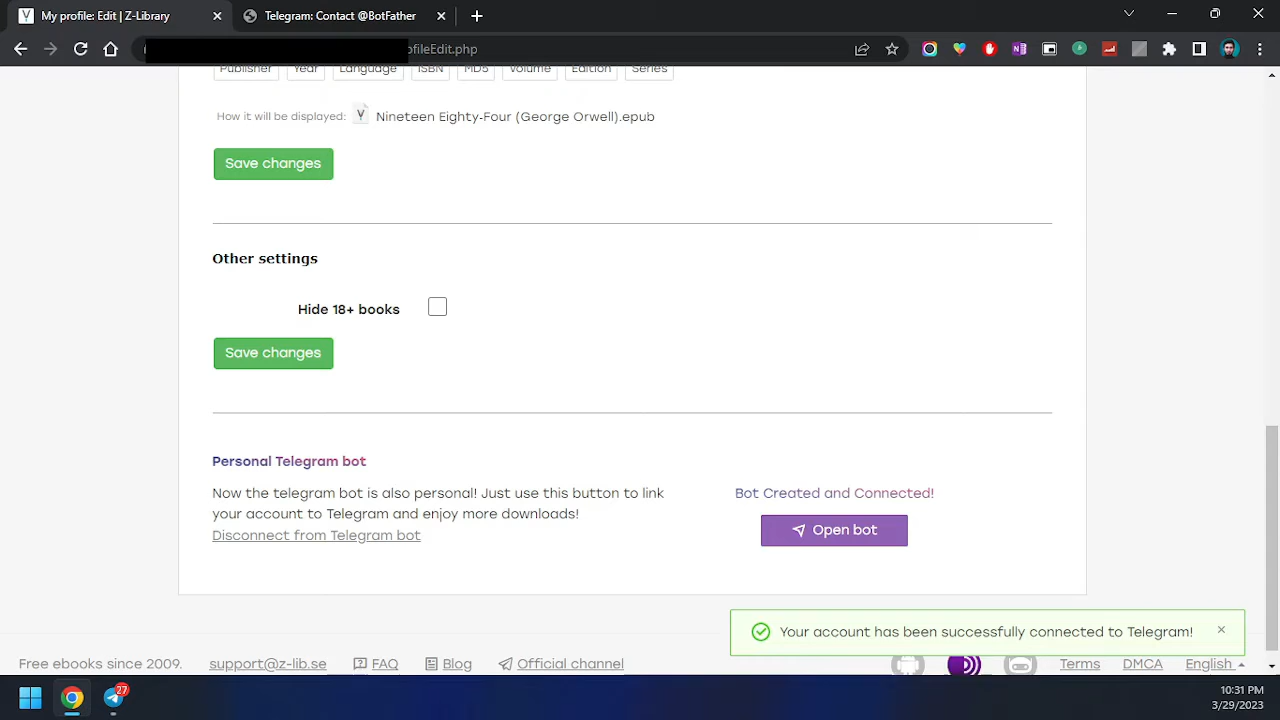 My profile Edit | Z-Library
Telegram: Contact @BotFather
ofileEdit.php
Publisher Year Language ISBN MD5 Volume Edition Series
How it will be displayed: Nineteen Eighty-Four (George Orwell).epub
Save changes
Other settings
Hide 18+ books
Save changes
Personal Telegram bot
Now the telegram bot is also personal! Just use this button to link
your account to Telegram and enjoy more downloads!
Disconnect from Telegram bot
Bot Created and Connected!
Open bot
Your account has been successfully connected to Telegram!
Free ebooks since 2009. support@z-lib.se FAQ Blog Official channel Terms DMCA English
27
10:31 PM
3/29/2023